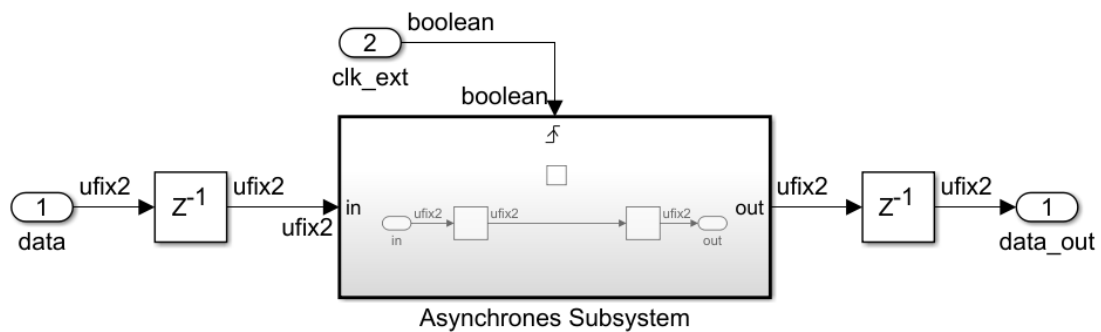 boolean
2
clk_ext
boolean
ufix2
1
data
Z-1
ufix2
ufix2
in
ufix2
in
ufix2
ufix2
out
out
ufix2
Z-1
ufix2
1
data_out
Asynchrones Subsystem